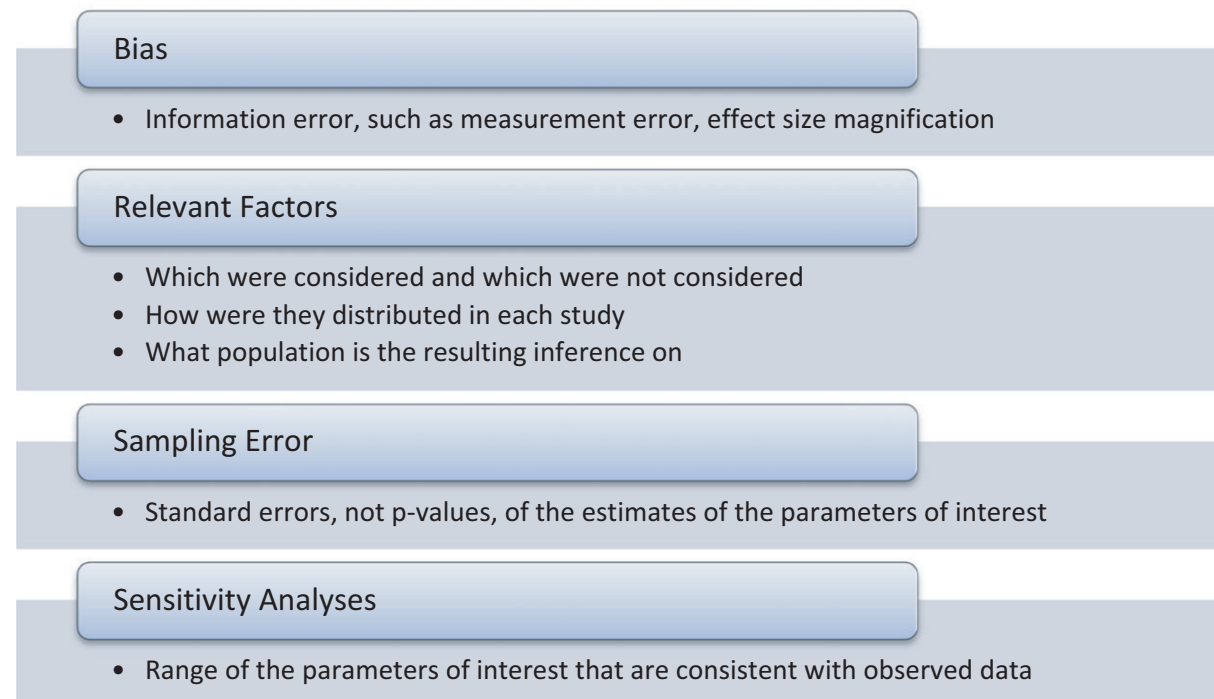 Bias
• Information error, such as measurement error, effect size magnification
Relevant Factors
• Which were considered and which were not considered
• How were they distributed in each study
• What population is the resulting inference on
Sampling Error
• Standard errors, not p-values, of the estimates of the parameters of interest
Sensitivity Analyses
• Range of the parameters of interest that are consistent with observed data